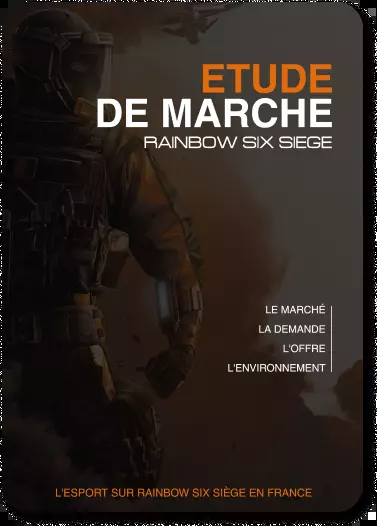 ETUDE
DE MARCHE
RAINBOW SIX SIEGE
LE MARCHÉ
LA DEMANDE
L'OFFRE
L'ENVIRONNEMENT
L'ESPORT SUR RAINBOW SIX SIÈGE EN FRANCE